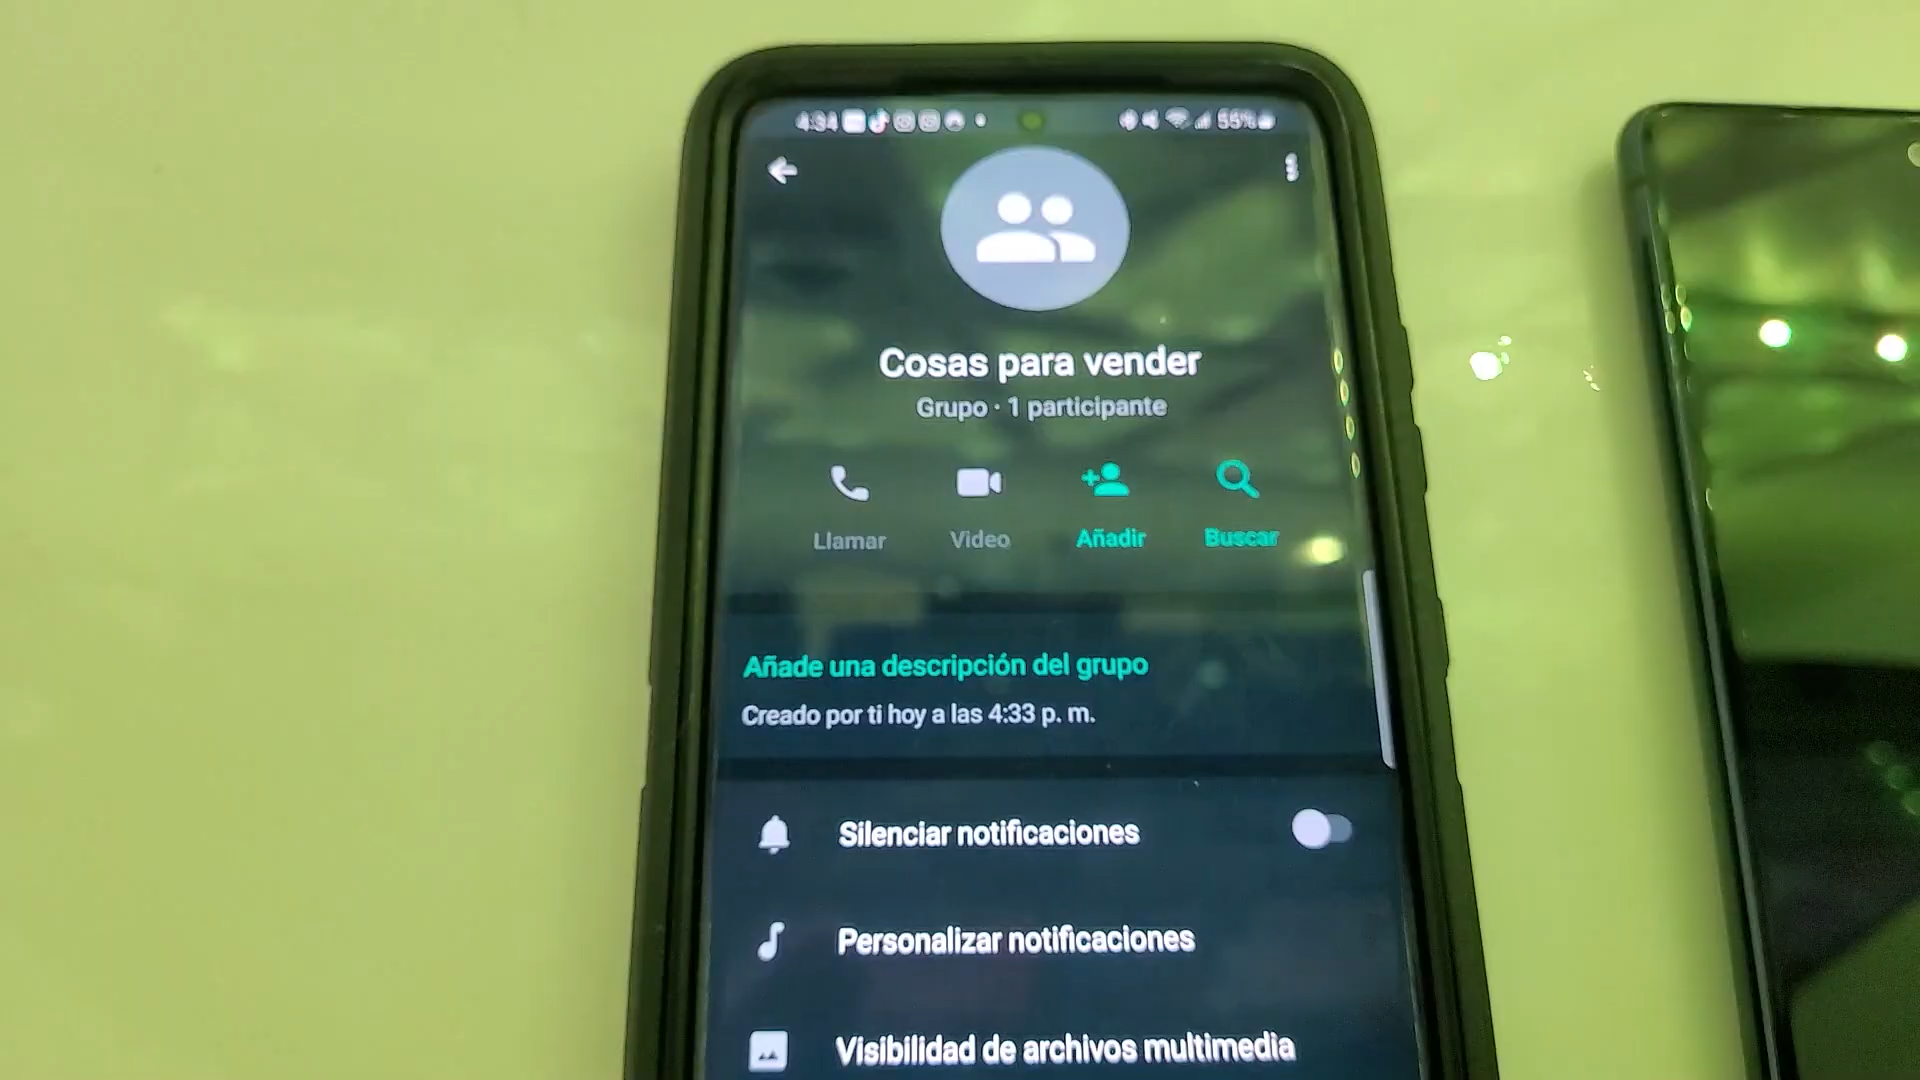 4:34 55%
Cosas para vender
Grupo · 1 participante
Llamar Video Añadir Buscar
Añade una descripción del grupo
Creado por ti hoy a las 4:33 p. m.
Silenciar notificaciones
Personalizar notificaciones
Visibilidad de archivos multimedia